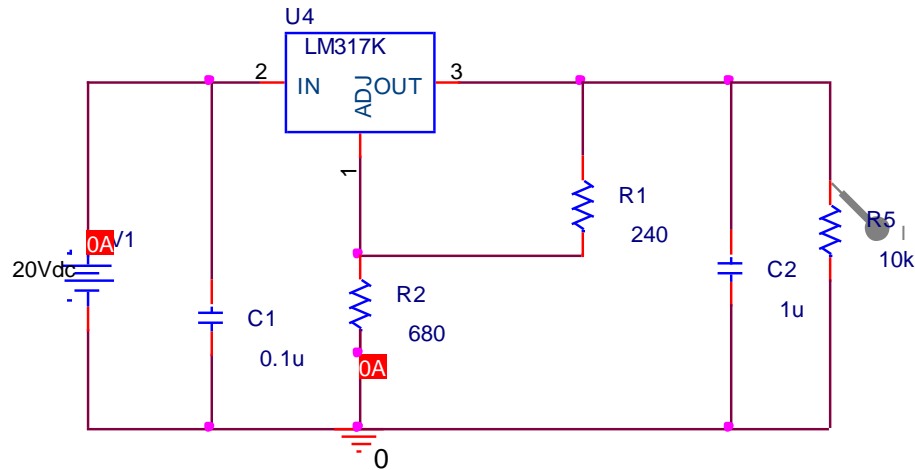 U4
LM317K
2
IN
ADJ
OUT
3
1
R1
240
0A
V1
20Vdc
R5
10k
I
C2
1u
R2
680
C1
0.1u
0A
0